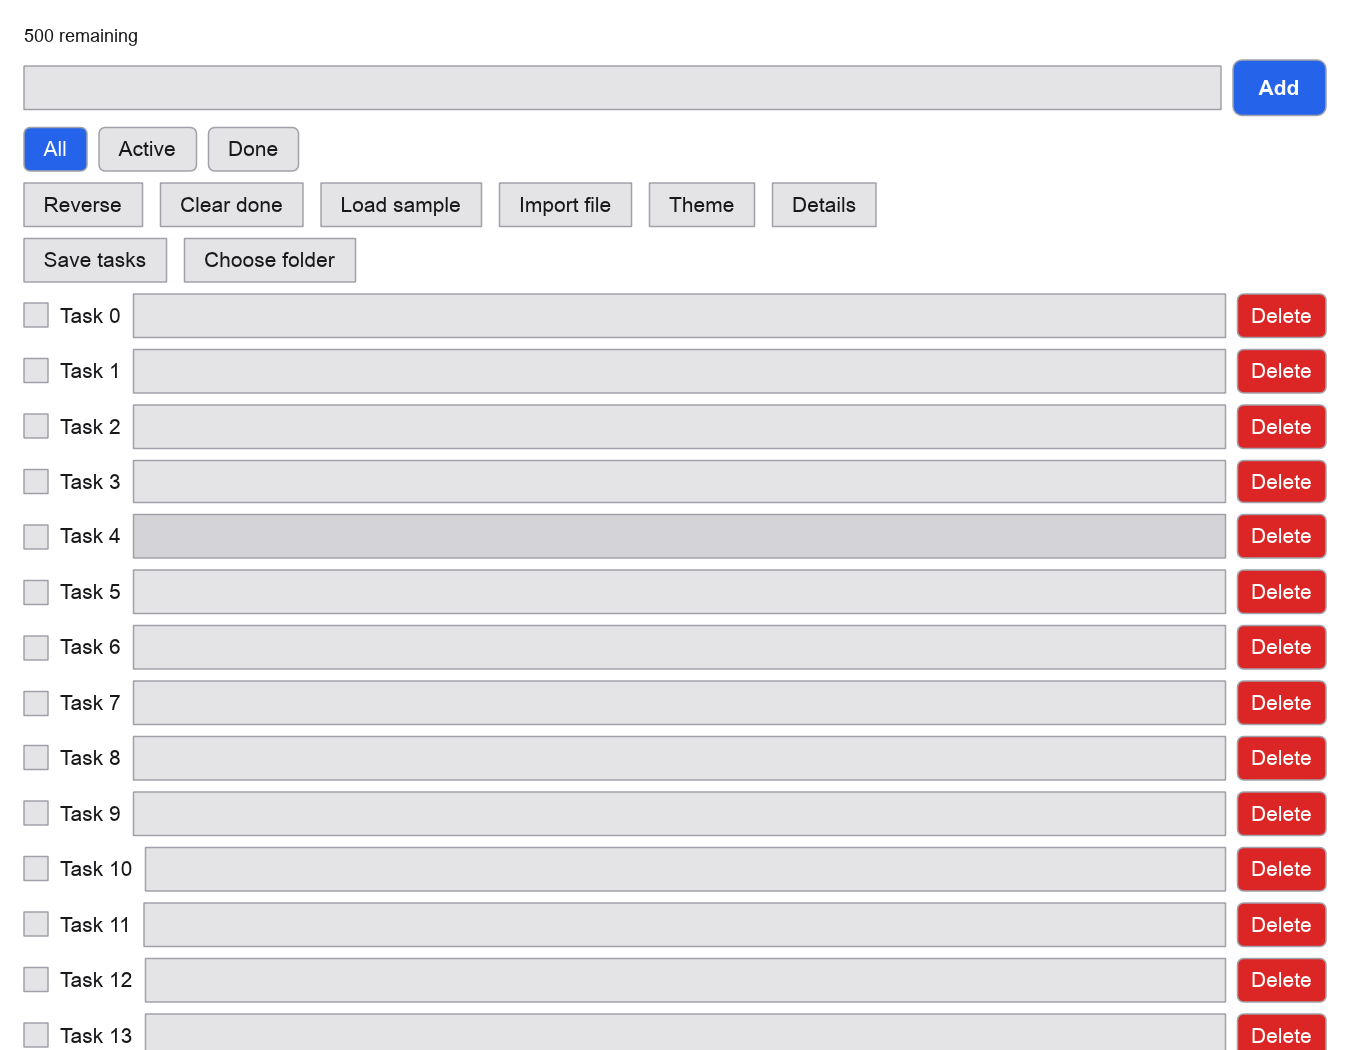 500 remaining
Add
All Active Done
Reverse Clear done Load sample Import file Theme Details
Save tasks Choose folder
Task 0 Delete
Task 1 Delete
Task 2 Delete
Task 3 Delete
Task 4 Delete
Task 5 Delete
Task 6 Delete
Task 7 Delete
Task 8 Delete
Task 9 Delete
Task 10 Delete
Task 11 Delete
Task 12 Delete
Task 13 Delete